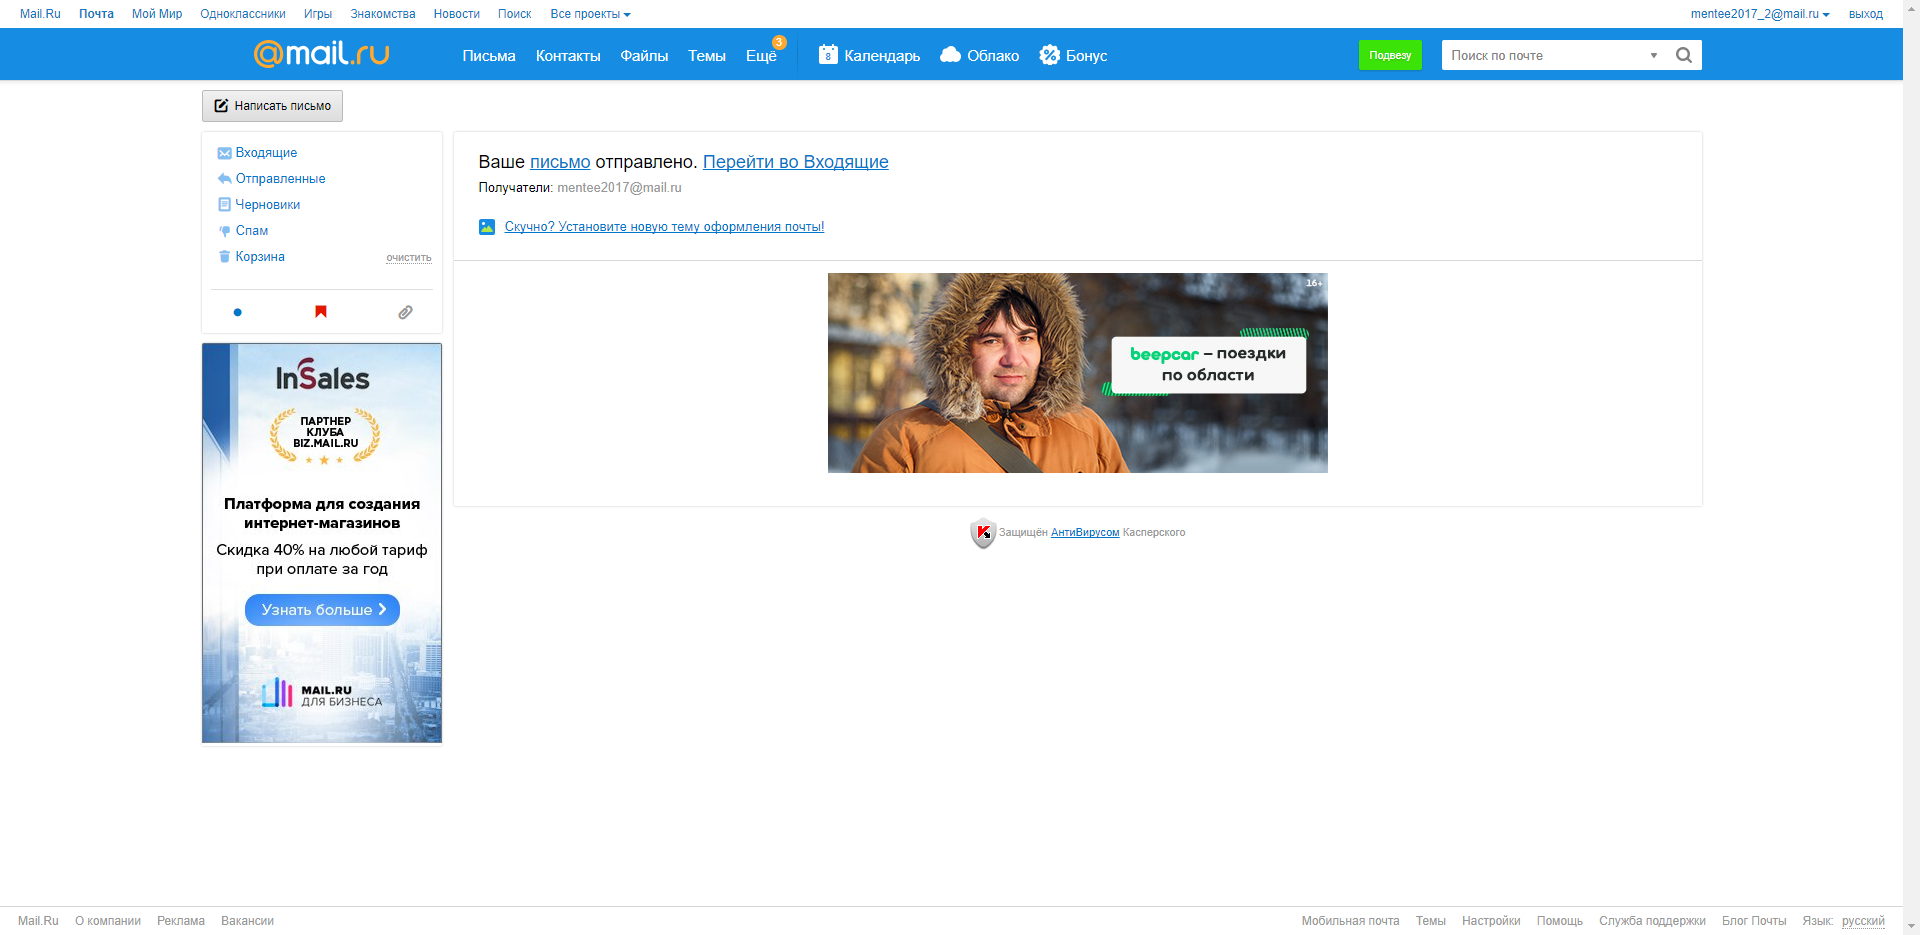 Mail.Ru Почта Мой Мир Одноклассники Игры Знакомства Новости Поиск Все проекты mentee2017_2@mail.ru выход
@mail.ru Письма Контакты Файлы Темы Ещё 3 8 Календарь Облако Бонус Подвезу Поиск по почте
Написать письмо
Входящие
Отправленные
Черновики
Спам
Корзина очистить
Ваше письмо отправлено. Перейти во Входящие
Получатели: mentee2017@mail.ru
Скучно? Установите новую тему оформления почты!
16+
beepcar – поездки
по области
InSales
ПАРТНЕР
КЛУБА
BIZ.MAIL.RU
Платформа для создания
интернет-магазинов
Скидка 40% на любой тариф
при оплате за год
Узнать больше
MAIL.RU
ДЛЯ БИЗНЕСА
Защищён АнтиВирусом Касперского
Mail.Ru О компании Реклама Вакансии Мобильная почта Темы Настройки Помощь Служба поддержки Блог Почты Язык: русский